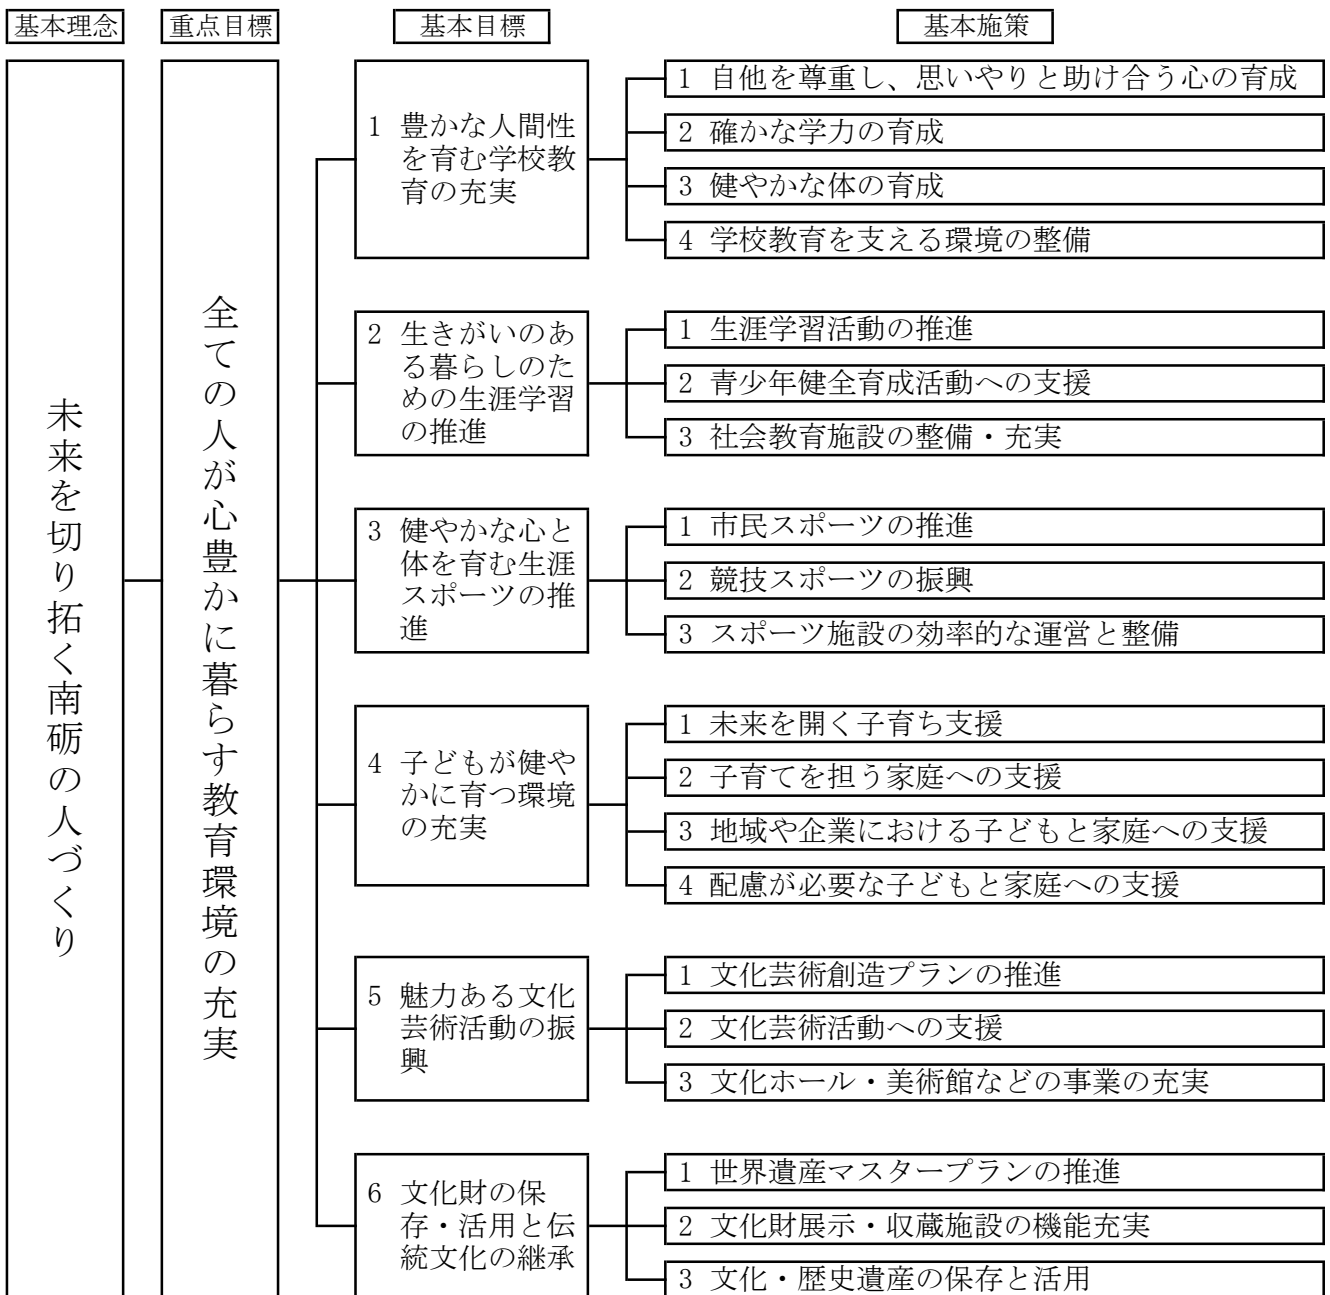 基本理念
重点目標
基本目標
基本施策
未来を切り拓く南砺の人づくり
全ての人が心豊かに暮らす教育環境の充実
1 豊かな人間性
を育む学校教
育の充実
1 自他を尊重し、思いやりと助け合う心の育成
2 確かな学力の育成
3 健やかな体の育成
4 学校教育を支える環境の整備
2 生きがいのあ
る暮らしのた
めの生涯学習
の推進
1 生涯学習活動の推進
2 青少年健全育成活動への支援
3 社会教育施設の整備・充実
3 健やかな心と
体を育む生涯
スポーツの推
進
1 市民スポーツの推進
2 競技スポーツの振興
3 スポーツ施設の効率的な運営と整備
4 子どもが健や
かに育つ環境
の充実
1 未来を開く子育ち支援
2 子育てを担う家庭への支援
3 地域や企業における子どもと家庭への支援
4 配慮が必要な子どもと家庭への支援
5 魅力ある文化
芸術活動の振
興
1 文化芸術創造プランの推進
2 文化芸術活動への支援
3 文化ホール・美術館などの事業の充実
6 文化財の保
存・活用と伝
統文化の継承
1 世界遺産マスタープランの推進
2 文化財展示・収蔵施設の機能充実
3 文化・歴史遺産の保存と活用